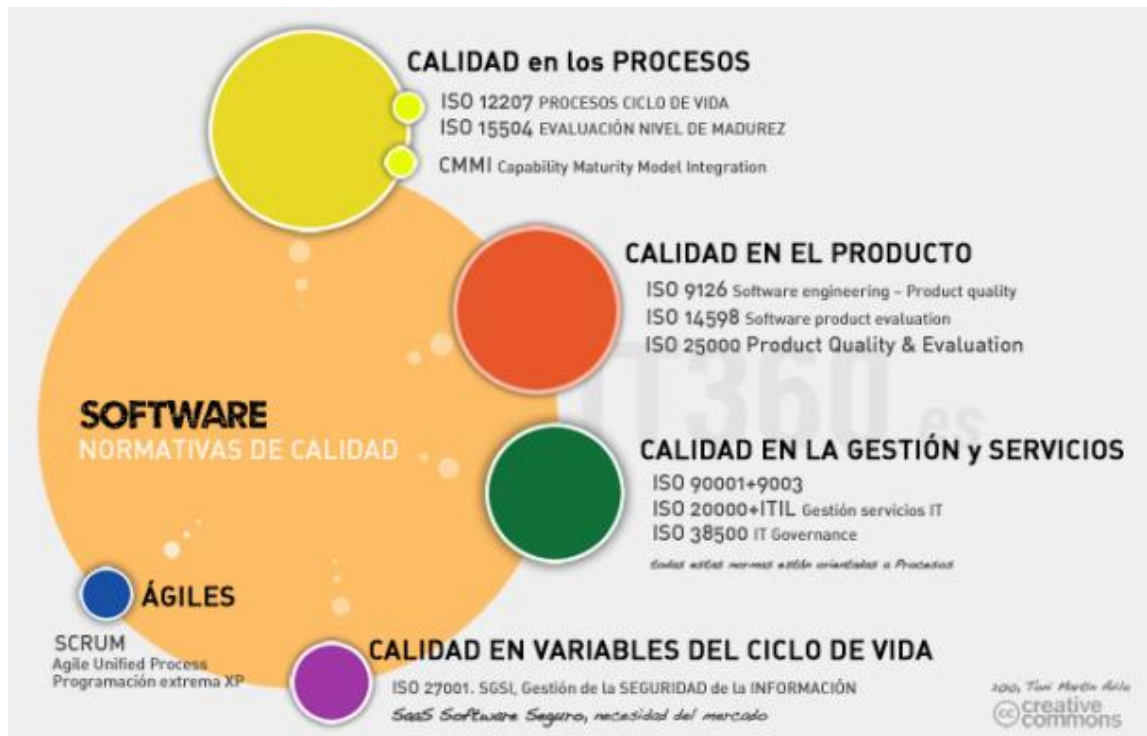 CALIDAD en los PROCESOS
ISO 12207 PROCESOS CICLO DE VIDA
ISO 15504 EVALUACIÓN NIVEL DE MADUREZ
CMMI Capability Maturity Model Integration
CALIDAD EN EL PRODUCTO
ISO 9126 Software engineering – Product quality
ISO 14598 Software product evaluation
ISO 25000 Product Quality & Evaluation
IT360.es
SOFTWARE
NORMATIVAS DE CALIDAD
CALIDAD EN LA GESTIÓN y SERVICIOS
ISO 90001+9003
ISO 20000+ITIL Gestión servicios IT
ISO 38500 IT Governance
todas estas normas están orientadas a Procesos
ÁGILES
SCRUM
Agile Unified Process
Programación extrema XP
CALIDAD EN VARIABLES DEL CICLO DE VIDA
ISO 27001. SGSI, Gestión de la SEGURIDAD de la INFORMACIÓN
SaaS Software Seguro, necesidad del mercado
2010, Martín
cc creative
commons